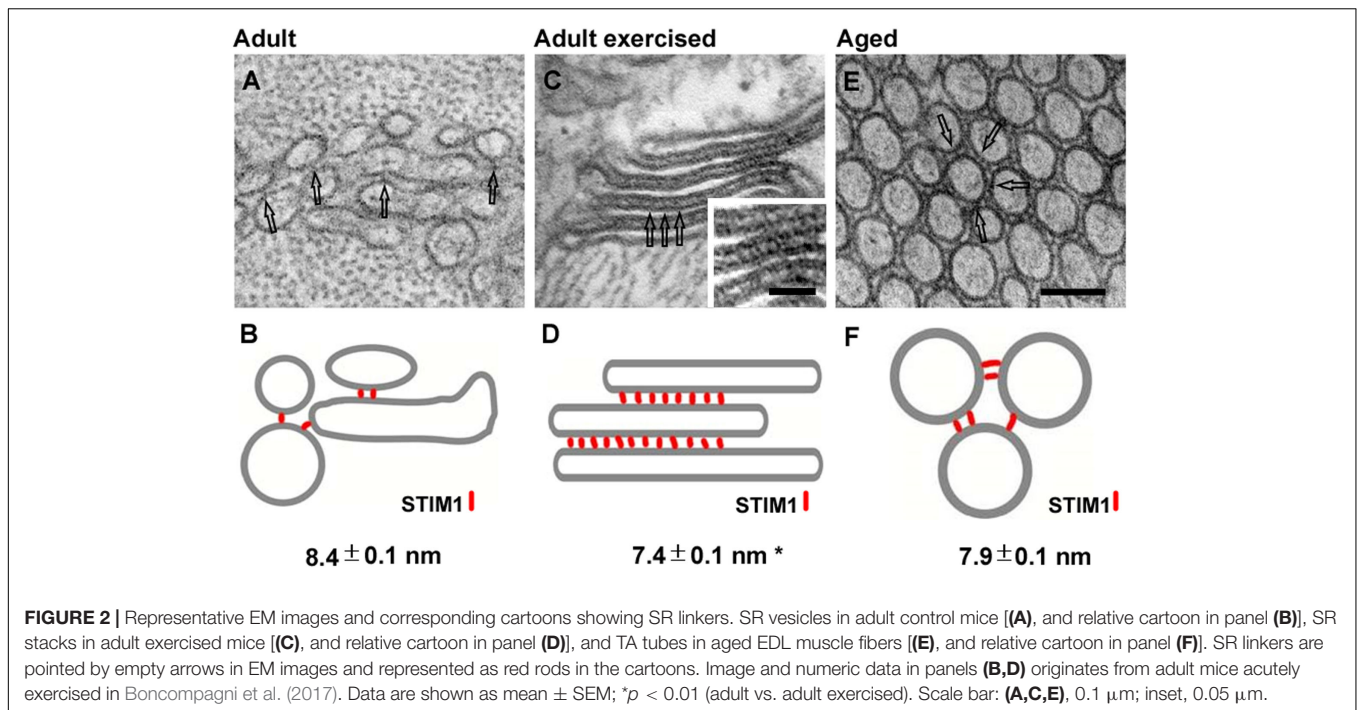 Adult Adult exercised Aged
A C E
B D F
STIM1 STIM1 STIM1
8.4 ± 0.1 nm 7.4 ± 0.1 nm * 7.9 ± 0.1 nm
FIGURE 2 | Representative EM images and corresponding cartoons showing SR linkers. SR vesicles in adult control mice [(A), and relative cartoon in panel (B)], SR
stacks in adult exercised mice [(C), and relative cartoon in panel (D)], and TA tubes in aged EDL muscle fibers [(E), and relative cartoon in panel (F)]. SR linkers are
pointed by empty arrows in EM images and represented as red rods in the cartoons. Image and numeric data in panels (B,D) originates from adult mice acutely
exercised in Boncompagni et al. (2017). Data are shown as mean ± SEM; *p < 0.01 (adult vs. adult exercised). Scale bar: (A,C,E), 0.1 μm; inset, 0.05 μm.